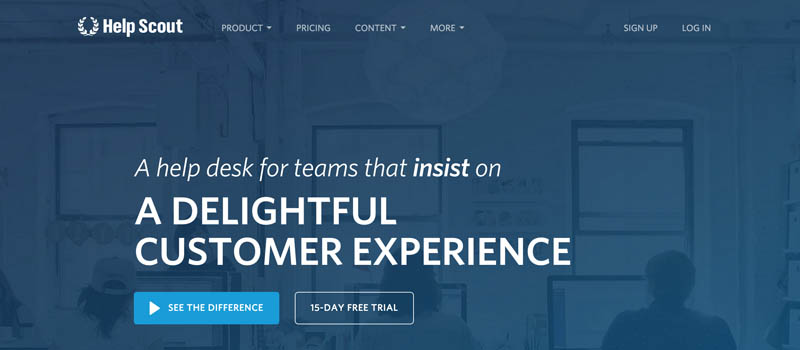 Help Scout PRODUCT PRICING CONTENT MORE SIGN UP LOG IN
A help desk for teams that insist on
A DELIGHTFUL
CUSTOMER EXPERIENCE
SEE THE DIFFERENCE 15-DAY FREE TRIAL